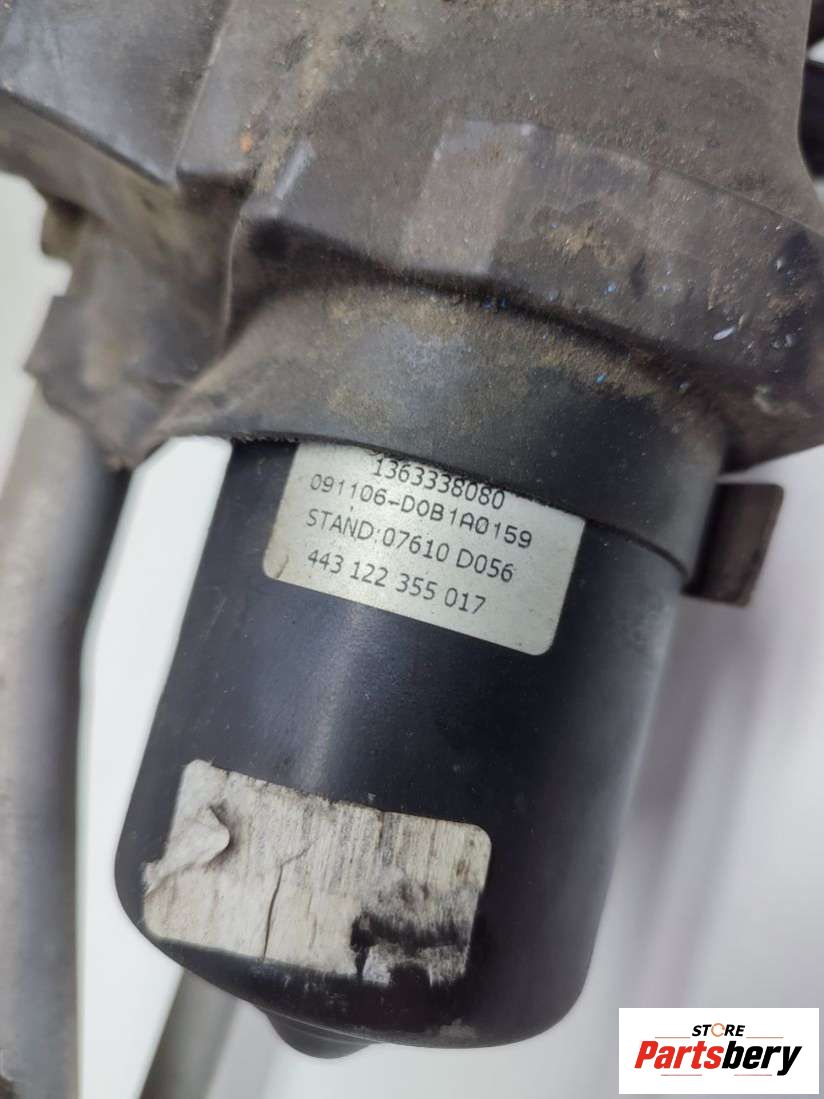 1363338080
091106-D0B1A0159
STAND:07610 D056
443 122 355 017
STORE
Partsbery